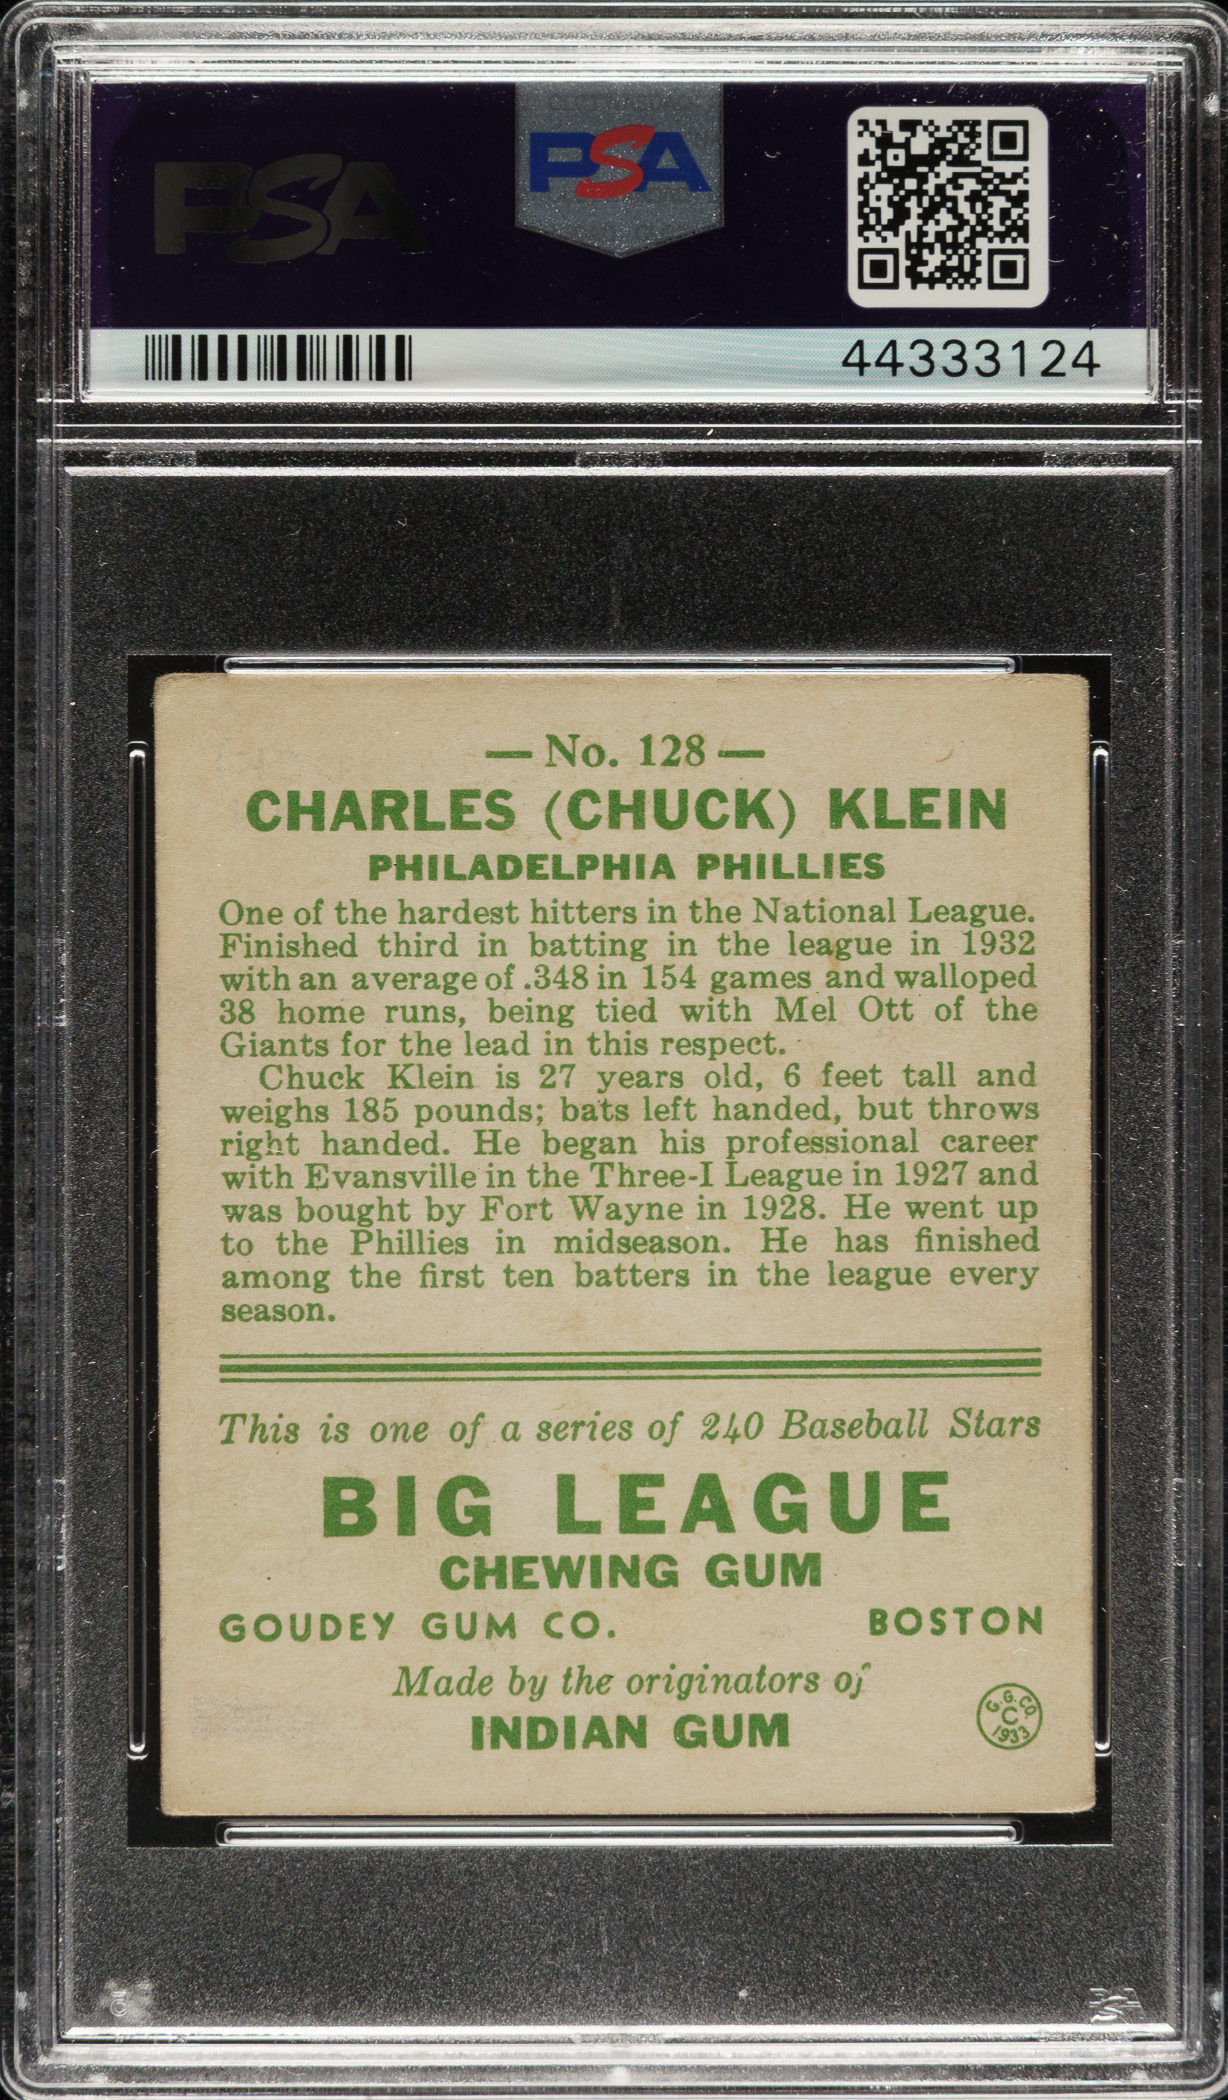 PSA
PSA
44333124
— No. 128 —
CHARLES (CHUCK) KLEIN
PHILADELPHIA PHILLIES
One of the hardest hitters in the National League.
Finished third in batting in the league in 1932
with an average of .348 in 154 games and walloped
38 home runs, being tied with Mel Ott of the
Giants for the lead in this respect.
Chuck Klein is 27 years old, 6 feet tall and
weighs 185 pounds; bats left handed, but throws
right handed. He began his professional career
with Evansville in the Three-I League in 1927 and
was bought by Fort Wayne in 1928. He went up
to the Phillies in midseason. He has finished
among the first ten batters in the league every
season.
This is one of a series of 240 Baseball Stars
BIG LEAGUE
CHEWING GUM
GOUDEY GUM CO. BOSTON
Made by the originators of
INDIAN GUM
G.G.CO.
C
1933